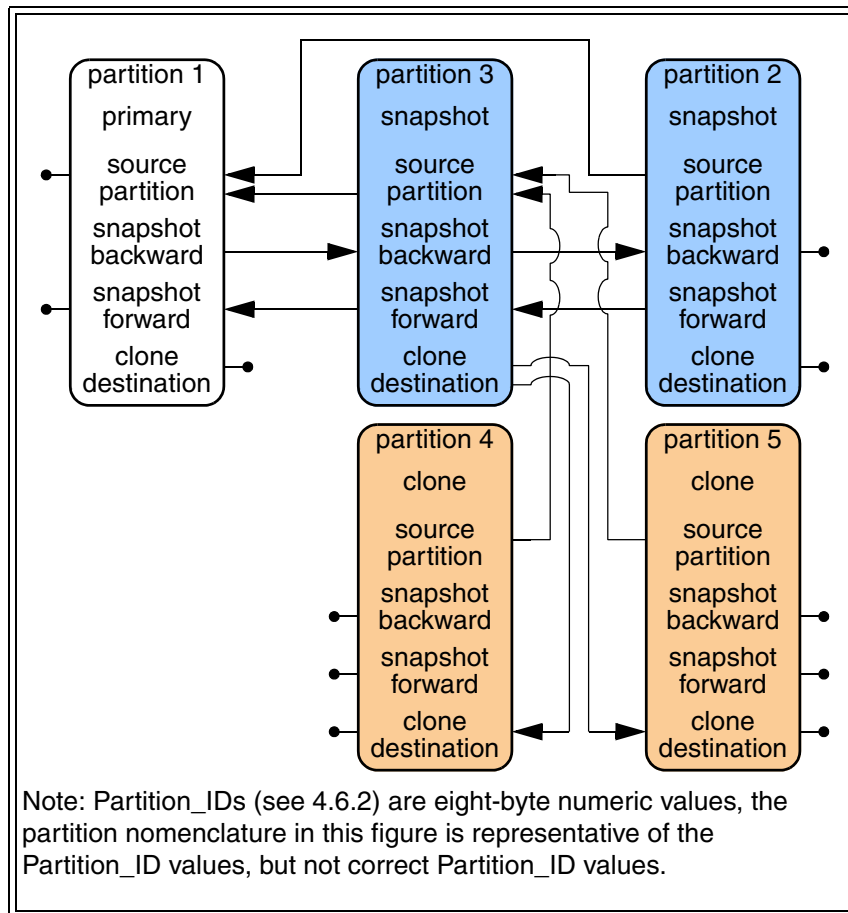 partition 1
primary
source
partition
snapshot
backward
snapshot
forward
clone
destination
partition 3
snapshot
source
partition
snapshot
backward
snapshot
forward
clone
destination
partition 2
snapshot
source
partition
snapshot
backward
snapshot
forward
clone
destination
partition 4
clone
source
partition
snapshot
backward
snapshot
forward
clone
destination
partition 5
clone
source
partition
snapshot
backward
snapshot
forward
clone
destination
Note: Partition_IDs (see 4.6.2) are eight-byte numeric values, the
partition nomenclature in this figure is representative of the
Partition_ID values, but not correct Partition_ID values.